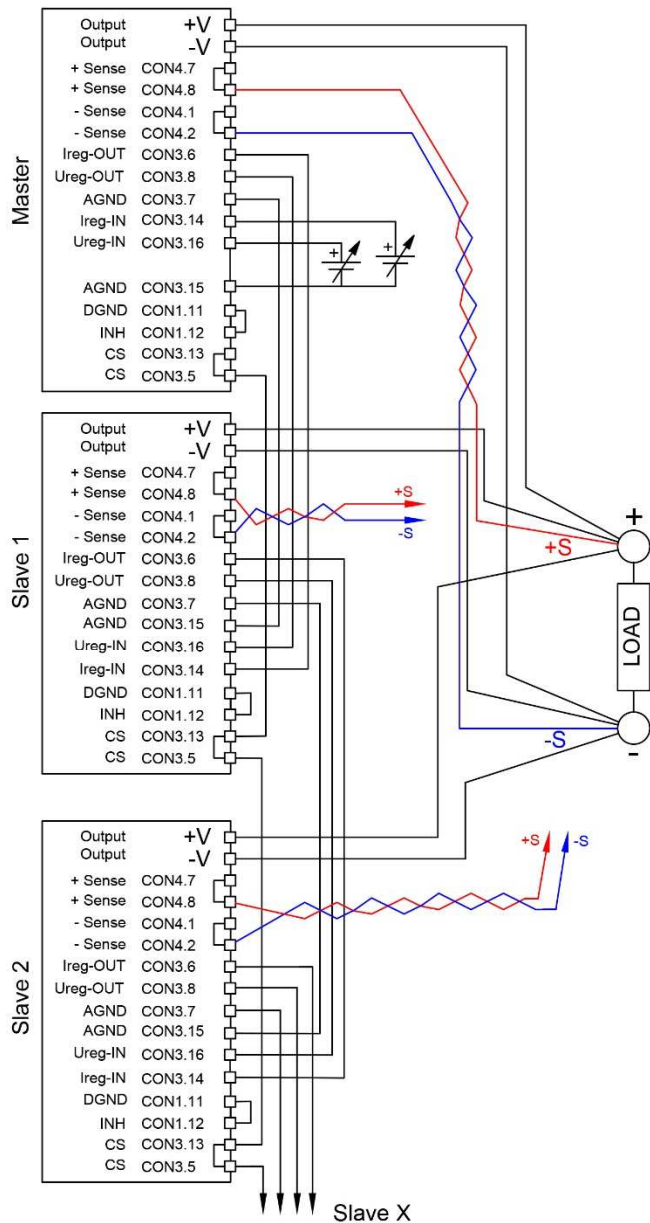 Master
Output +V
Output -V
+ Sense CON4.7
+ Sense CON4.8
- Sense CON4.1
- Sense CON4.2
Ireg-OUT CON3.6
Ureg-OUT CON3.8
AGND CON3.7
Ireg-IN CON3.14
Ureg-IN CON3.16
+ +
AGND CON3.15
DGND CON1.11
INH CON1.12
CS CON3.13
CS CON3.5
Slave 1
Output +V
Output -V
+ Sense CON4.7
+ Sense CON4.8
- Sense CON4.1
- Sense CON4.2
Ireg-OUT CON3.6
Ureg-OUT CON3.8
AGND CON3.7
AGND CON3.15
Ureg-IN CON3.16
Ireg-IN CON3.14
DGND CON1.11
INH CON1.12
CS CON3.13
CS CON3.5
+S
-S
+
+S
LOAD
-S
-
Slave 2
Output +V
Output -V
+ Sense CON4.7
+ Sense CON4.8
- Sense CON4.1
- Sense CON4.2
Ireg-OUT CON3.6
Ureg-OUT CON3.8
AGND CON3.7
AGND CON3.15
Ureg-IN CON3.16
Ireg-IN CON3.14
DGND CON1.11
INH CON1.12
CS CON3.13
CS CON3.5
+S -S
Slave X